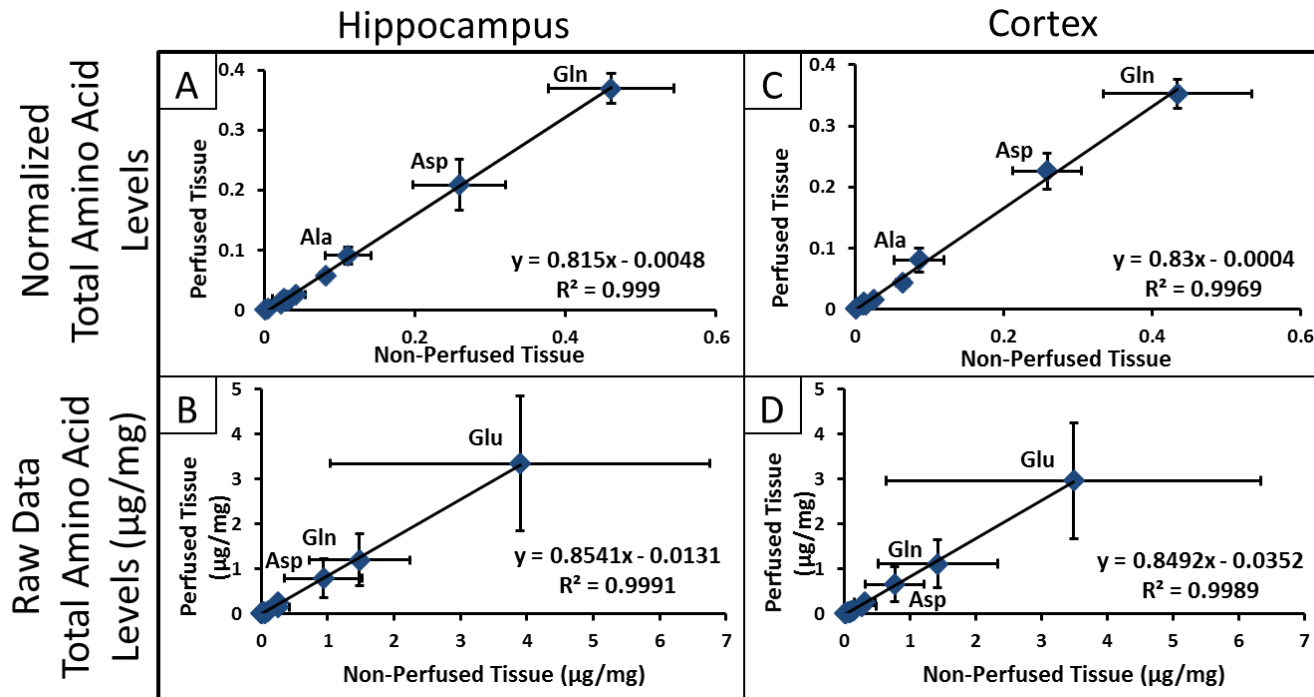 Hippocampus
Cortex
Normalized
Total Amino Acid
Levels
A
Perfused Tissue
0.4
0.3
0.2
0.1
0
Gln
Asp
Ala
y = 0.815x - 0.0048
R² = 0.999
0 0.2 0.4 0.6
Non-Perfused Tissue
C
Perfused Tissue
0.4
0.3
0.2
0.1
0
Gln
Asp
Ala
y = 0.83x - 0.0004
R² = 0.9969
0 0.2 0.4 0.6
Non-Perfused Tissue
Raw Data
Total Amino Acid
Levels (µg/mg)
B
Perfused Tissue
(µg/mg)
5
4
3
2
1
0
Glu
Gln
Asp
y = 0.8541x - 0.0131
R² = 0.9991
0 1 2 3 4 5 6 7
Non-Perfused Tissue (µg/mg)
D
Perfused Tissue
(µg/mg)
5
4
3
2
1
0
Glu
Gln
Asp
y = 0.8492x - 0.0352
R² = 0.9989
0 1 2 3 4 5 6 7
Non-Perfused Tissue (µg/mg)